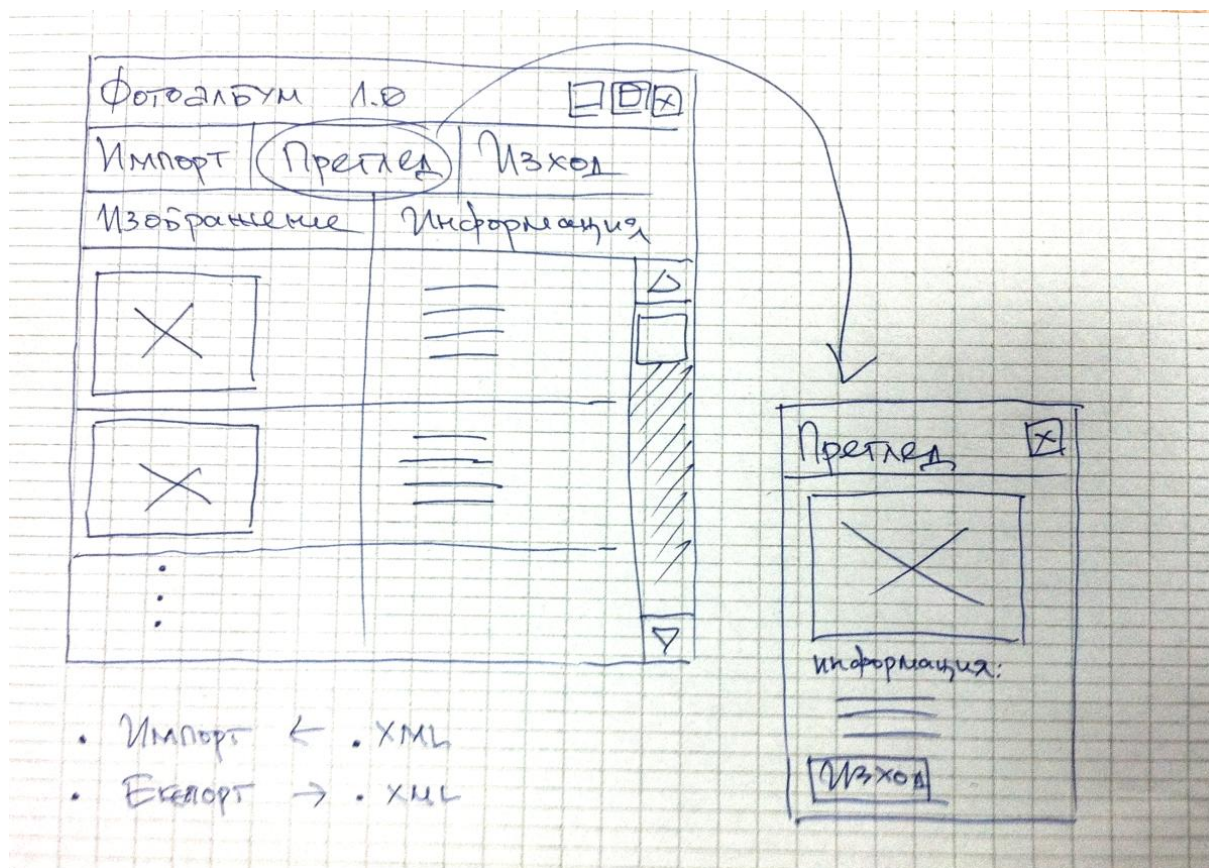 Фотоалбум 1.0
Импорт Преглед Изход
Изображение Информация
Преглед
информация:
Изход
• Импорт ← .XML
• Експорт → .XML